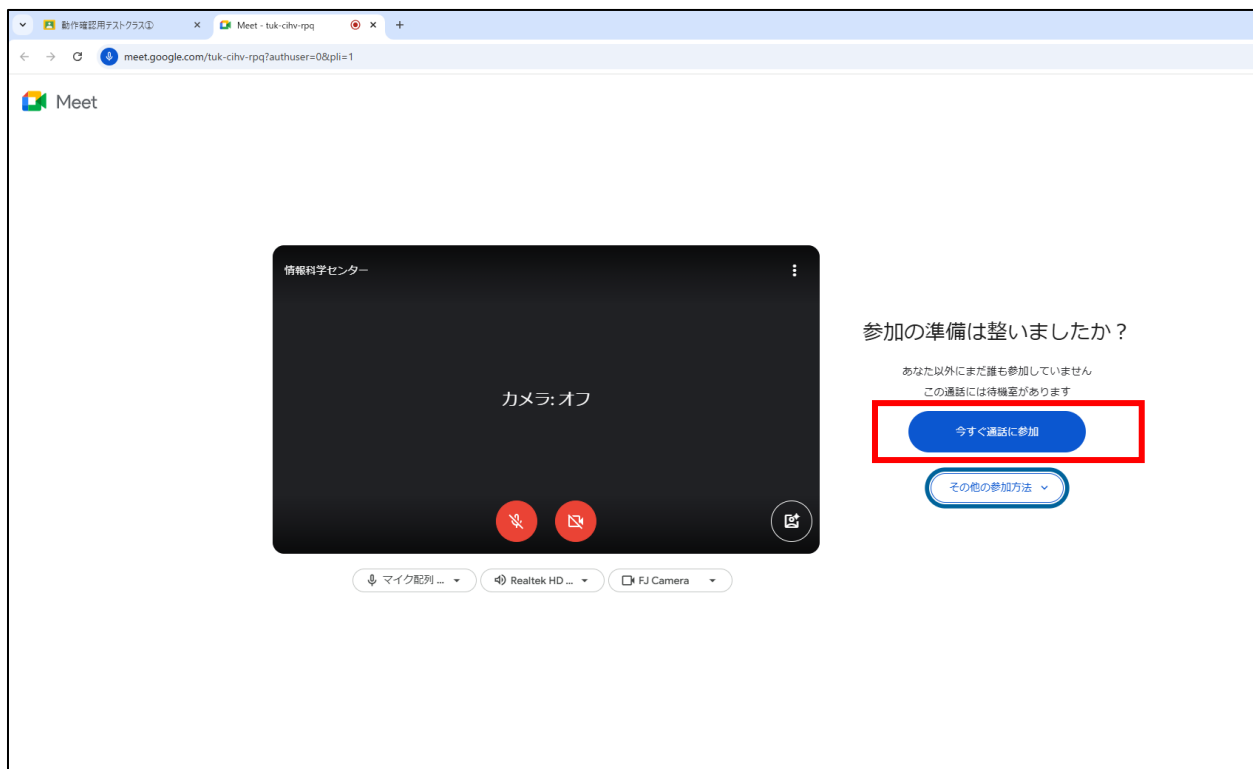 動作確認用テストクラス①
Meet - tuk-cihv-rpq
meet.google.com/tuk-cihv-rpq?authuser=0&pli=1
Meet
情報科学センター
カメラ: オフ
マイク配列 ...
Realtek HD ...
FJ Camera
参加の準備は整いましたか？
あなた以外にまだ誰も参加していません
この通話には待機室があります
今すぐ通話に参加
その他の参加方法